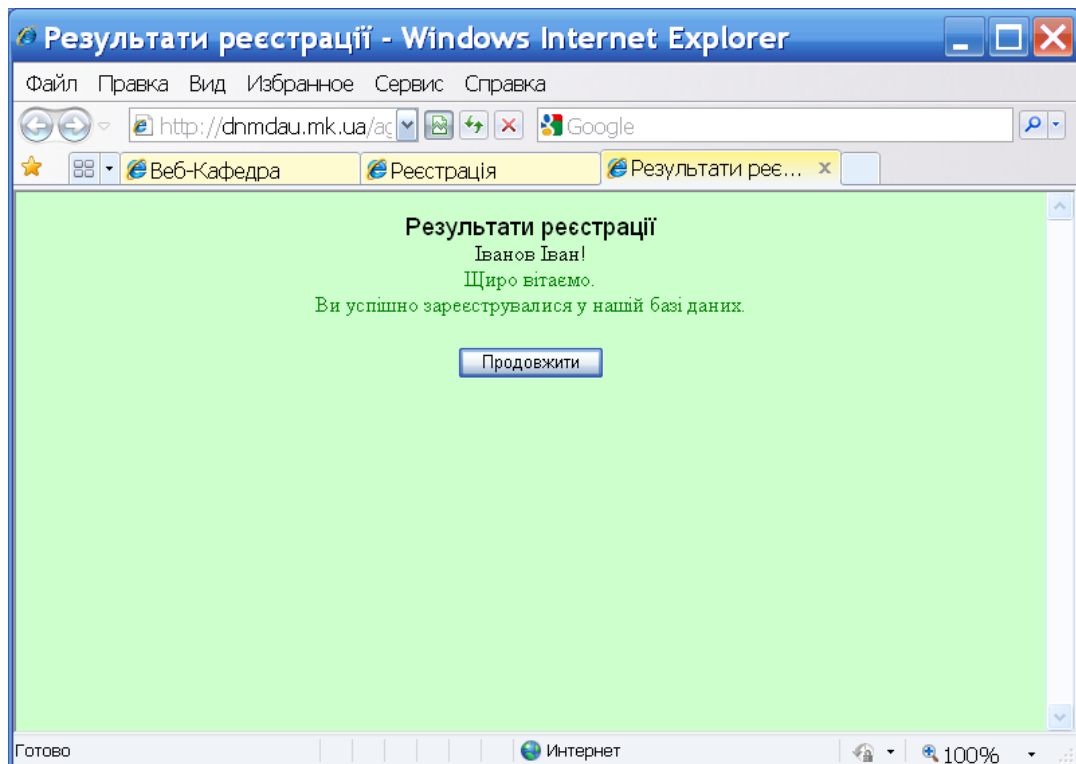 Результати реєстрації - Windows Internet Explorer
Файл Правка Вид Избранное Сервис Справка
http://dnmdau.mk.ua/ag Google
Веб-Кафедра Реєстрація Результати реє...
Результати реєстрації
Іванов Іван!
Щиро вітаємо.
Ви успішно зареєструвалися у нашій базі даних.
Продовжити
Готово Интернет 100%